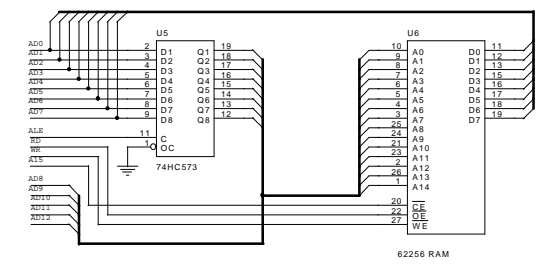 U5
U6
AD0 2 D1 Q1 19 10 A0 D0 11
AD1 3 D2 Q2 18 9 A1 D1 12
AD2 4 D3 Q3 17 8 A2 D2 13
AD3 5 D4 Q4 16 7 A3 D3 15
AD4 6 D5 Q5 15 6 A4 D4 16
AD5 7 D6 Q6 14 5 A5 D5 17
AD6 8 D7 Q7 13 4 A6 D6 18
AD7 9 D8 Q8 12 3 A7 D7 19
25 A8
ALE 11 C 24 A9
RD 1 OC 21 A10
WR 23 A11
A15 74HC573 2 A12
26 A13
AD8 1 A14
AD9
AD10 20 CE
AD11 22 OE
AD12 27 WE
62256 RAM